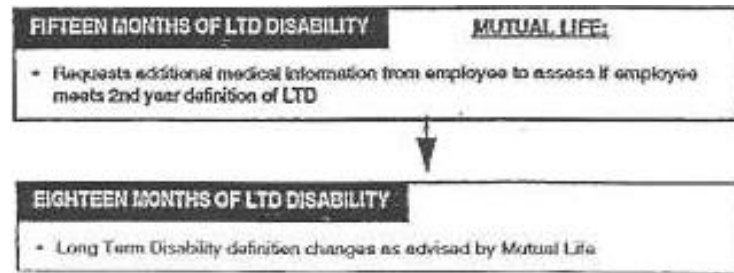 FIFTEEN MONTHS OF LTD DISABILITY MUTUAL LIFE:
• Requests additional medical information from employee to assess if employee
meets 2nd year definition of LTD
EIGHTEEN MONTHS OF LTD DISABILITY
• Long Term Disability definition changes as advised by Mutual Life